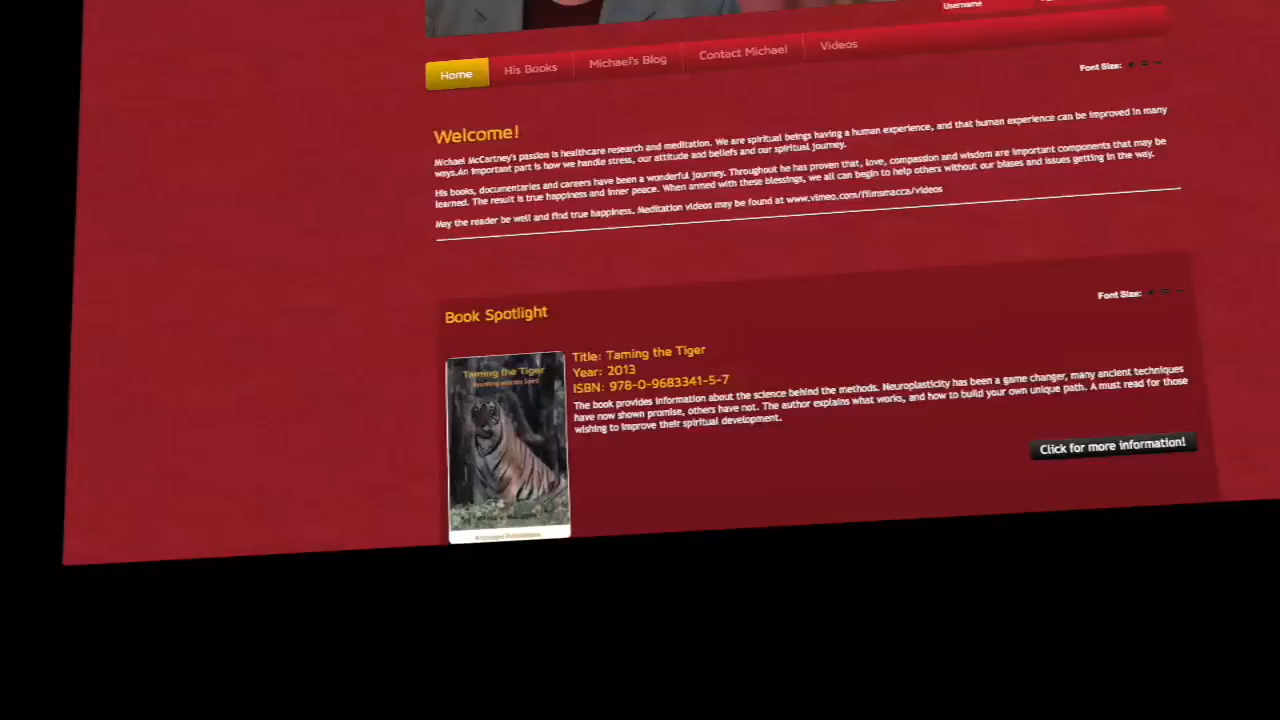 Username
Home
His Books
Michael's Blog
Contact Michael
Videos
Font Size:
Welcome!
Michael McCartney's passion is healthcare research and meditation. We are spiritual beings having a human experience, and that human experience can be improved in many
ways.An important part is how we handle stress, our attitude and beliefs and our spiritual journey.
His books, documentaries and careers have been a wonderful journey. Throughout he has proven that, love, compassion and wisdom are important components that may be
learned. The result is true happiness and inner peace. When armed with these blessings, we all can begin to help others without our biases and issues getting in the way.
May the reader be well and find true happiness. Meditation videos may be found at www.vimeo.com/filmsmacca/videos
Book Spotlight
Font Size:
Taming the Tiger
Title: Taming the Tiger
Year: 2013
ISBN: 978-0-9683341-5-7
The book provides information about the science behind the methods. Neuroplasticity has been a game changer, many ancient techniques
have now shown promise, others have not. The author explains what works, and how to build your own unique path. A must read for those
wishing to improve their spiritual development.
Click for more information!